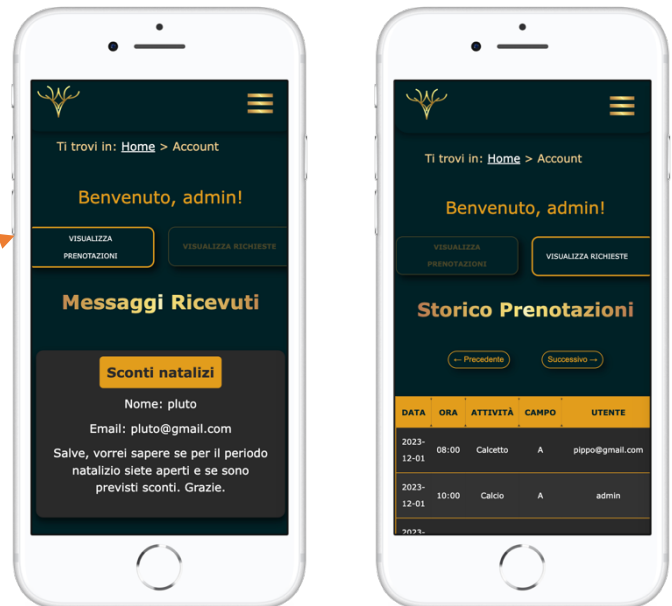 Ti trovi in: Home > Account
Benvenuto, admin!
VISUALIZZA
PRENOTAZIONI
VISUALIZZA RICHIESTE
Messaggi Ricevuti
Sconti natalizi
Nome: pluto
Email: pluto@gmail.com
Salve, vorrei sapere se per il periodo
natalizio siete aperti e se sono
previsti sconti. Grazie.
Ti trovi in: Home > Account
Benvenuto, admin!
VISUALIZZA
PRENOTAZIONI
VISUALIZZA RICHIESTE
Storico Prenotazioni
← Precedente
Successivo →
DATA ORA ATTIVITÀ CAMPO UTENTE
2023-
12-01 08:00 Calcetto A pippo@gmail.com
2023-
12-01 10:00 Calcio A admin
2023-